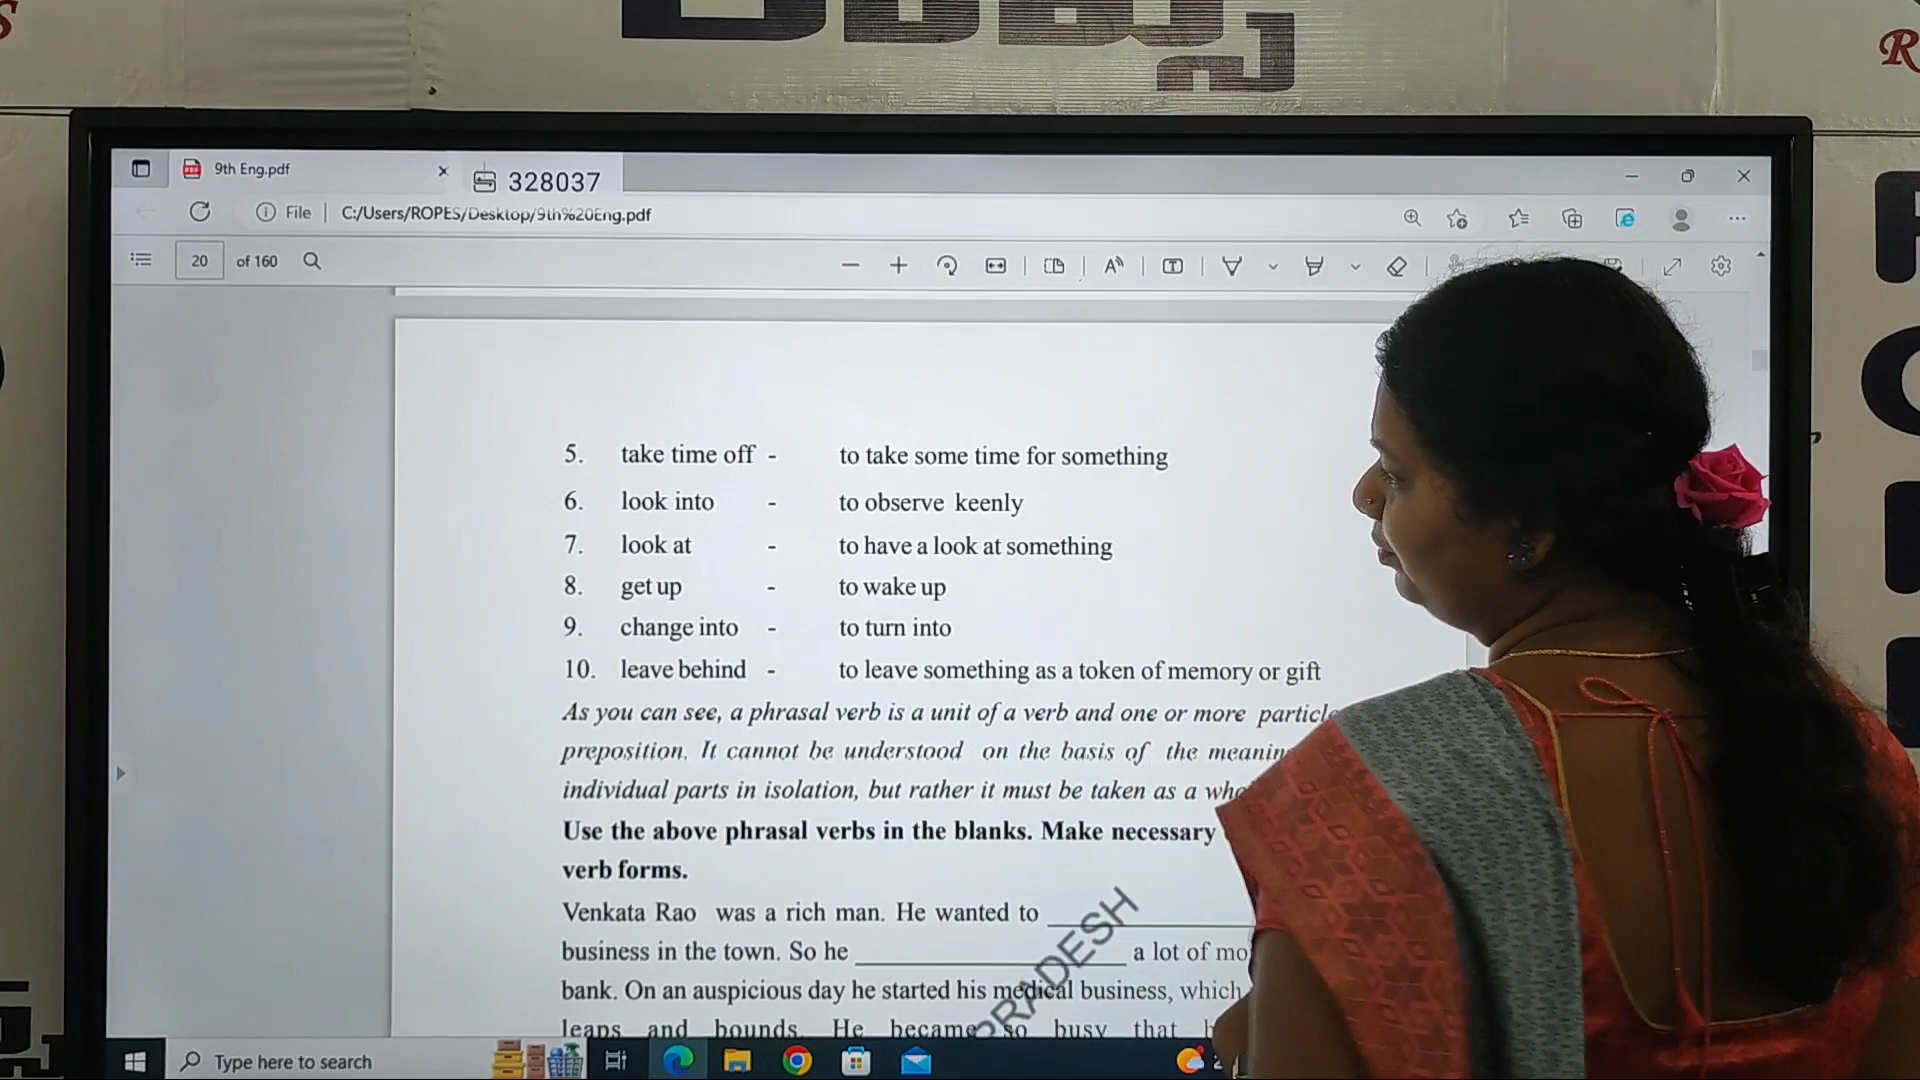 9th Eng.pdf
328037
File
C:/Users/ROPES/Desktop/9th%20Eng.pdf
20 of 160
5. take time off - to take some time for something
6. look into - to observe keenly
7. look at - to have a look at something
8. get up - to wake up
9. change into - to turn into
10. leave behind - to leave something as a token of memory or gift
As you can see, a phrasal verb is a unit of a verb and one or more
preposition. It cannot be understood on the basis of the
individual parts in isolation, but rather it must be taken as a
Use the above phrasal verbs in the blanks. Make necessary
verb forms.
Venkata Rao was a rich man. He wanted to
business in the town. So he a lot of
bank. On an auspicious day he started his medical business, which
leaps and bounds. He became so busy that
PRADESH
Type here to search